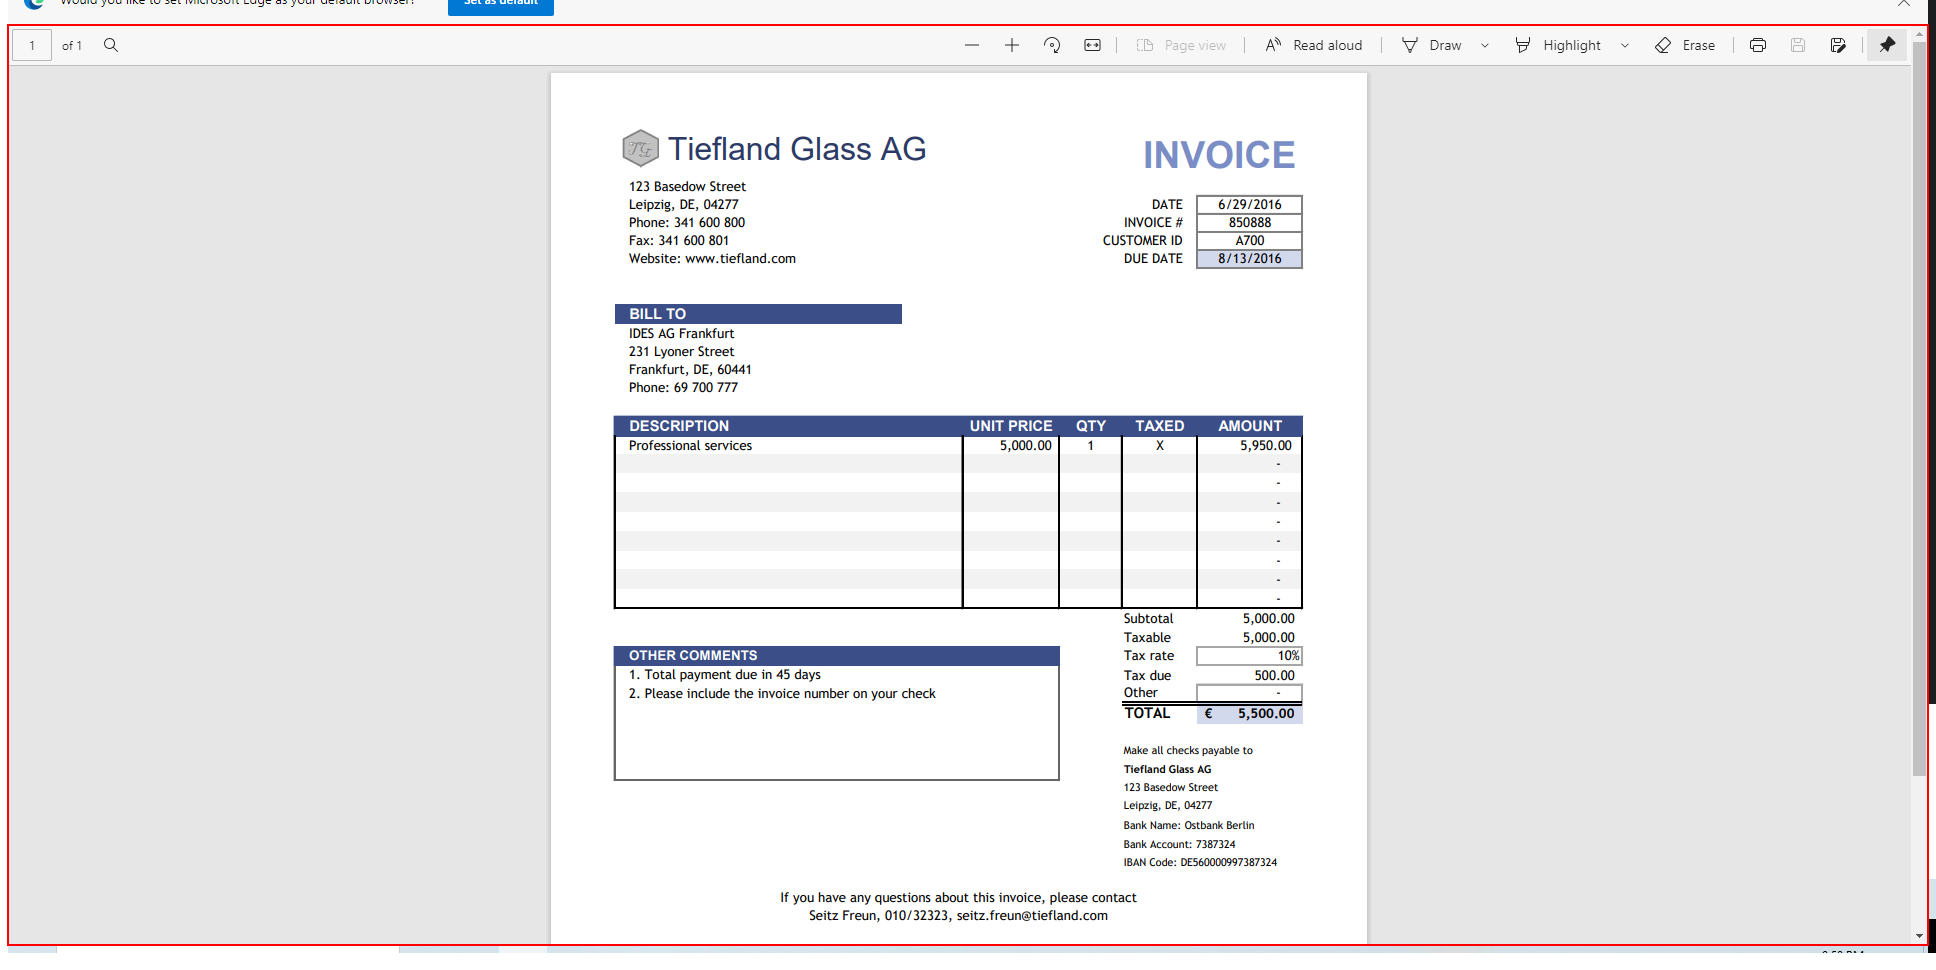 Would you like to set Microsoft Edge as your default browser?
Set as default
1 of 1
Page view
Read aloud
Draw
Highlight
Erase
Tiefland Glass AG
INVOICE
123 Basedow Street
Leipzig, DE, 04277
Phone: 341 600 800
Fax: 341 600 801
Website: www.tiefland.com
DATE 6/29/2016
INVOICE # 850888
CUSTOMER ID A700
DUE DATE 8/13/2016
BILL TO
IDES AG Frankfurt
231 Lyoner Street
Frankfurt, DE, 60441
Phone: 69 700 777
DESCRIPTION UNIT PRICE QTY TAXED AMOUNT
Professional services 5,000.00 1 X 5,950.00
-
-
-
-
-
-
-
-
Subtotal 5,000.00
Taxable 5,000.00
Tax rate 10%
Tax due 500.00
Other -
TOTAL € 5,500.00
OTHER COMMENTS
1. Total payment due in 45 days
2. Please include the invoice number on your check
Make all checks payable to
Tiefland Glass AG
123 Basedow Street
Leipzig, DE, 04277
Bank Name: Ostbank Berlin
Bank Account: 7387324
IBAN Code: DE560000997387324
If you have any questions about this invoice, please contact
Seitz Freun, 010/32323, seitz.freun@tiefland.com